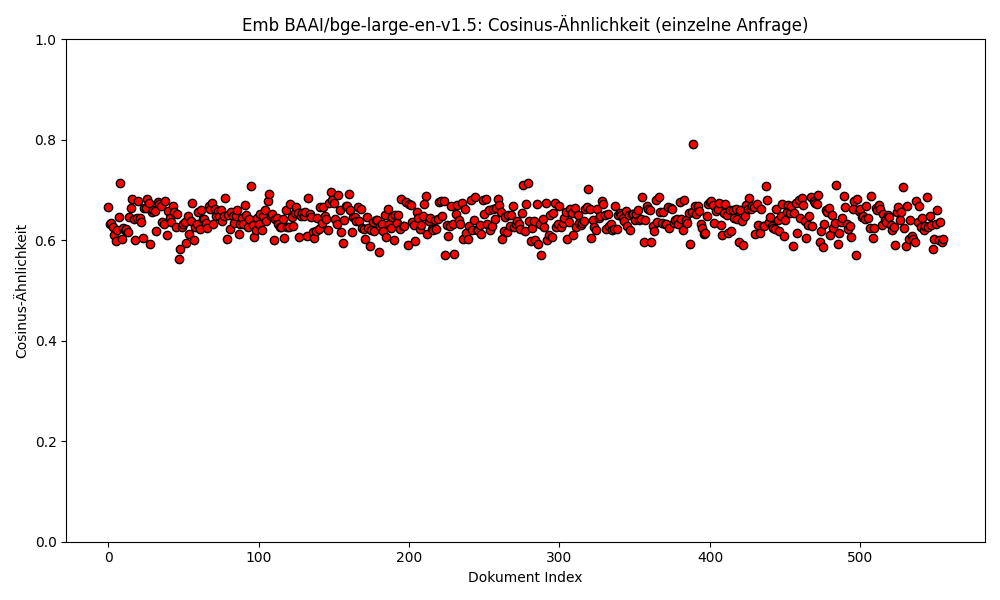 Emb BAAI/bge-large-en-v1.5: Cosinus-Ähnlichkeit (einzelne Anfrage)
1.0
0.8
0.6
0.4
0.2
0.0
Cosinus-Ähnlichkeit
0 100 200 300 400 500
Dokument Index